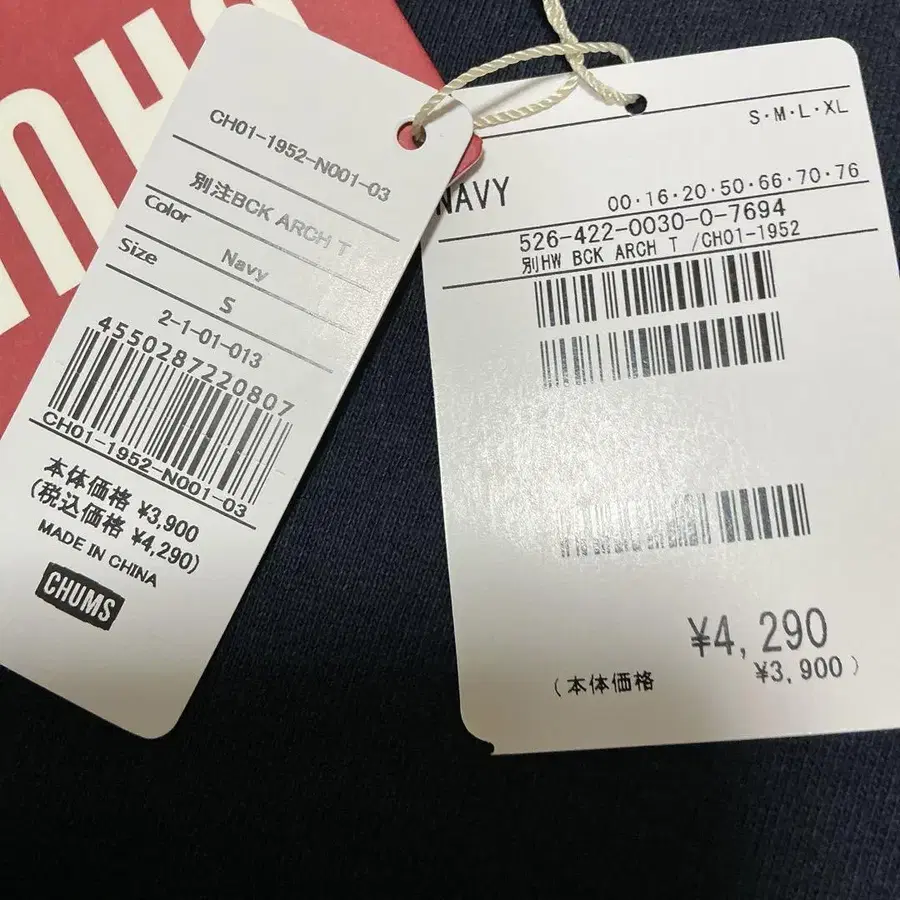 CH01-1952-N001-03
別注BCK ARCH T
Color Navy
Size S
2-1-01-013
4550287220807
CH01-1952-N001-03
本体価格 ¥3,900
(税込価格 ¥4,290)
MADE IN CHINA
CHUMS
S・M・L・XL
NAVY
00・16・20・50・66・70・76
526-422-0030-0-7694
別HW BCK ARCH T /CH01-1952
¥4,290
(本体価格 ¥3,900)